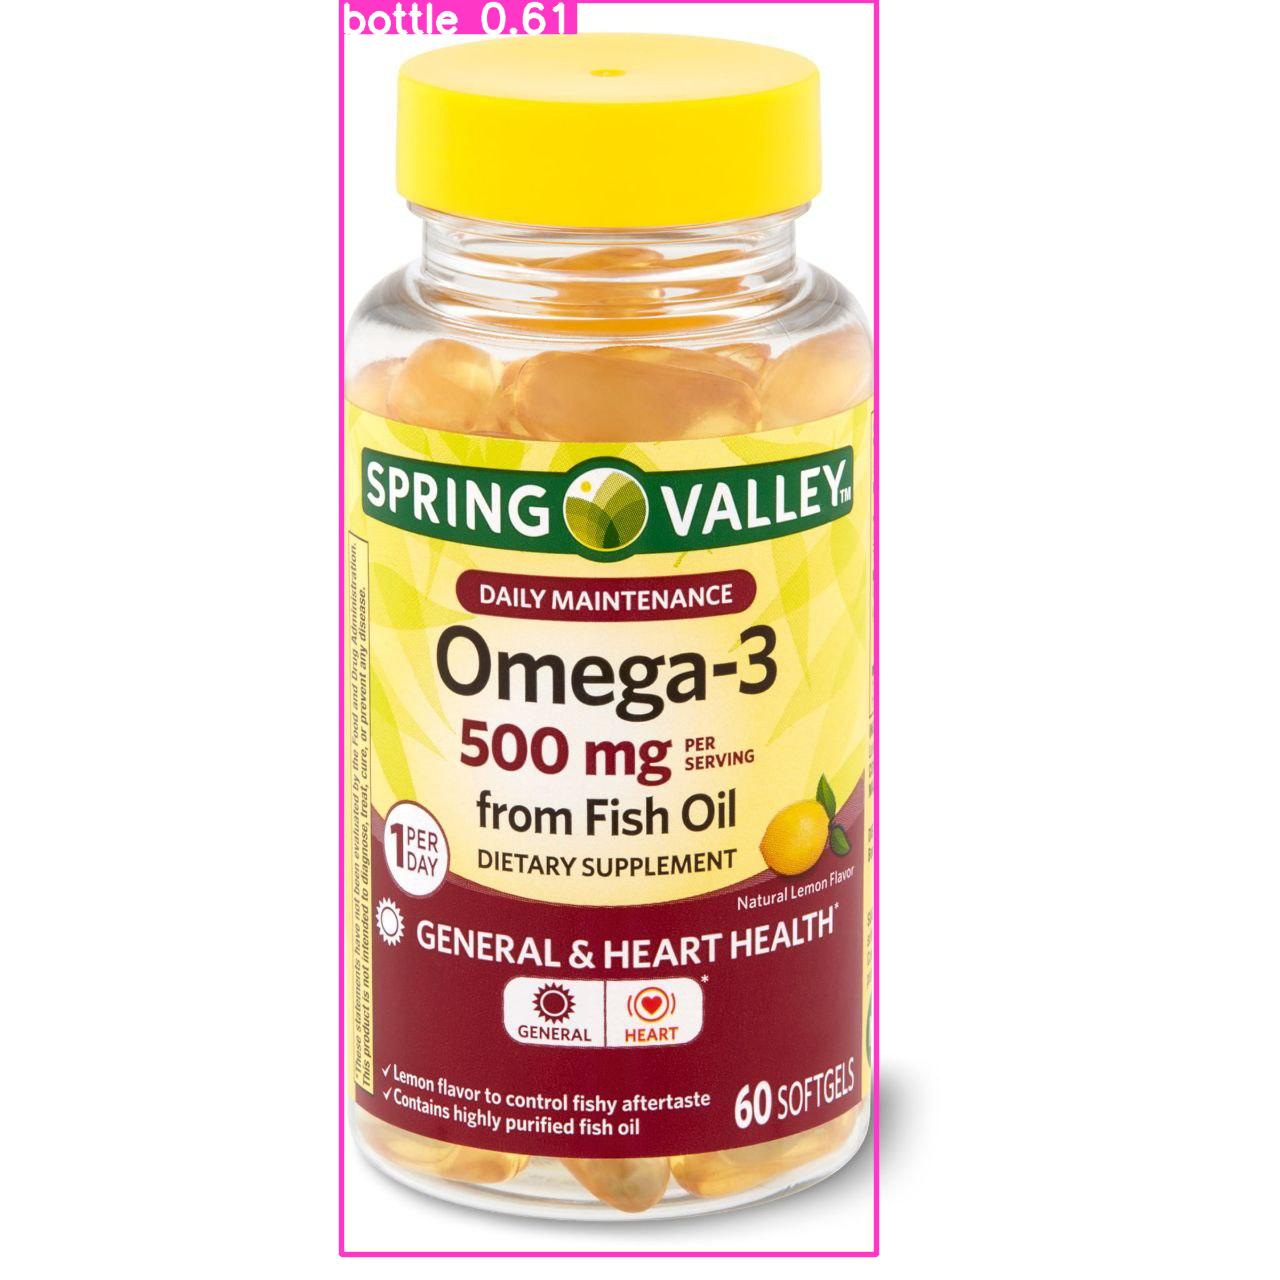 bottle 0.61
SPRING VALLEY™
DAILY MAINTENANCE
Omega-3
500 mg PER SERVING
from Fish Oil
DIETARY SUPPLEMENT
1 PER DAY
Natural Lemon Flavor
GENERAL & HEART HEALTH*
GENERAL HEART *
✓Lemon flavor to control fishy aftertaste
✓Contains highly purified fish oil
60 SOFTGELS
*These statements have not been evaluated by the Food and Drug Administration.
This product is not intended to diagnose, treat, cure, or prevent any disease.